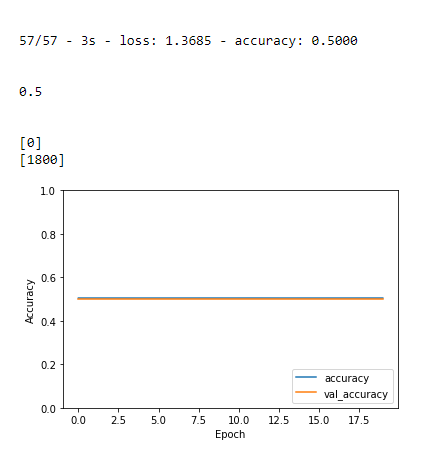 57/57 - 3s - loss: 1.3685 - accuracy: 0.5000
0.5
[0]
[1800]
1.0
0.8
0.6
0.4
0.2
0.0
Accuracy
accuracy
val_accuracy
0.0 2.5 5.0 7.5 10.0 12.5 15.0 17.5
Epoch